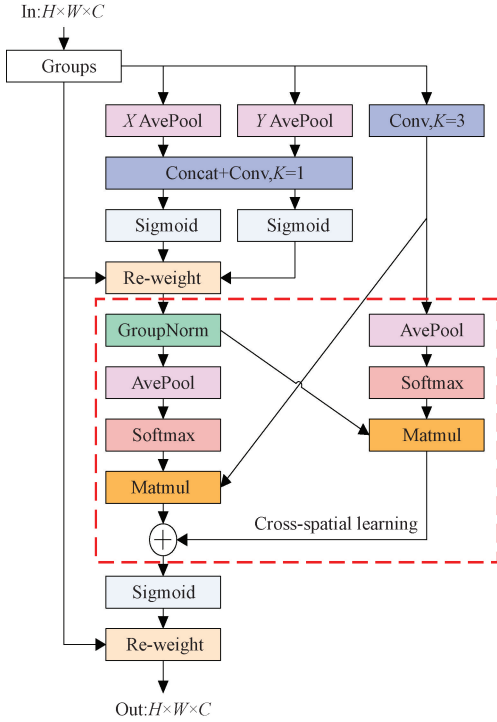 In:H×W×C
Groups
X AvePool
Y AvePool
Conv,K=3
Concat+Conv,K=1
Sigmoid
Sigmoid
Re-weight
GroupNorm
AvePool
AvePool
Softmax
Softmax
Matmul
Matmul
Cross-spatial learning
+
Sigmoid
Re-weight
Out:H×W×C